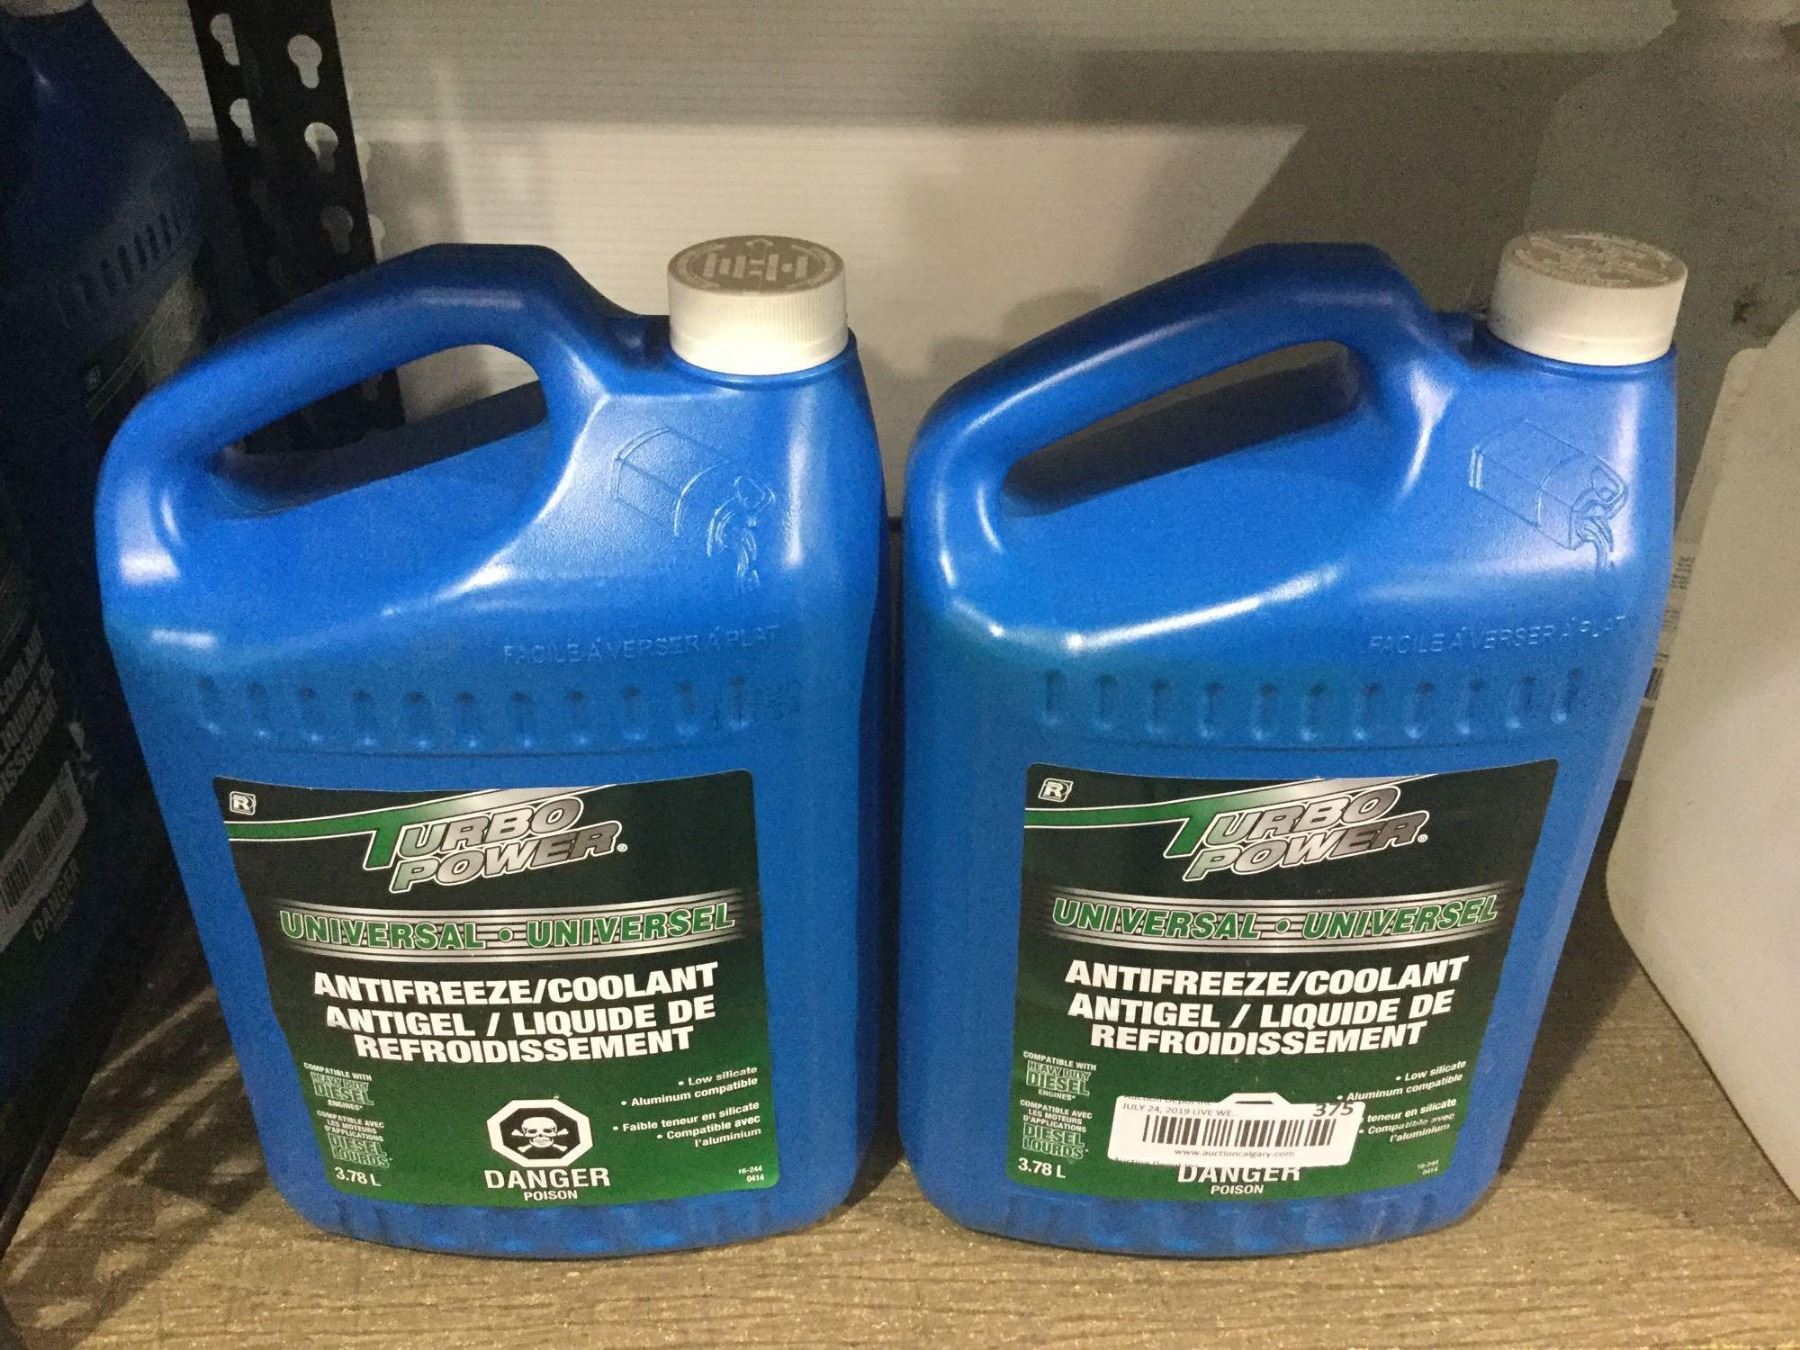 FACILE À VERSER À PLAT
R
TURBO
POWER®
UNIVERSAL • UNIVERSEL
ANTIFREEZE/COOLANT
ANTIGEL / LIQUIDE DE
REFROIDISSEMENT
COMPATIBLE WITH
HEAVY DUTY
DIESEL
ENGINES*
COMPATIBLE AVEC
LES MOTEURS
D'APPLICATIONS
DIESEL
LOURDS*
3.78 L
• Low silicate
• Aluminum compatible
• Faible teneur en silicate
• Compatible avec
l'aluminium
DANGER
POISON
16-244
0414
FACILE À VERSER À PLAT
R
TURBO
POWER®
UNIVERSAL • UNIVERSEL
ANTIFREEZE/COOLANT
ANTIGEL / LIQUIDE DE
REFROIDISSEMENT
COMPATIBLE WITH
HEAVY DUTY
DIESEL
ENGINES*
COMPATIBLE AVEC
LES MOTEURS
D'APPLICATIONS
DIESEL
LOURDS*
3.78 L
• Low silicate
• Aluminum compatible
teneur en silicate
• Compatible avec
l'aluminium
JULY 24, 2019 LIVE WE...
375
www.auctioncalgary.com
DANGER
POISON
16-244
0414
DANGER